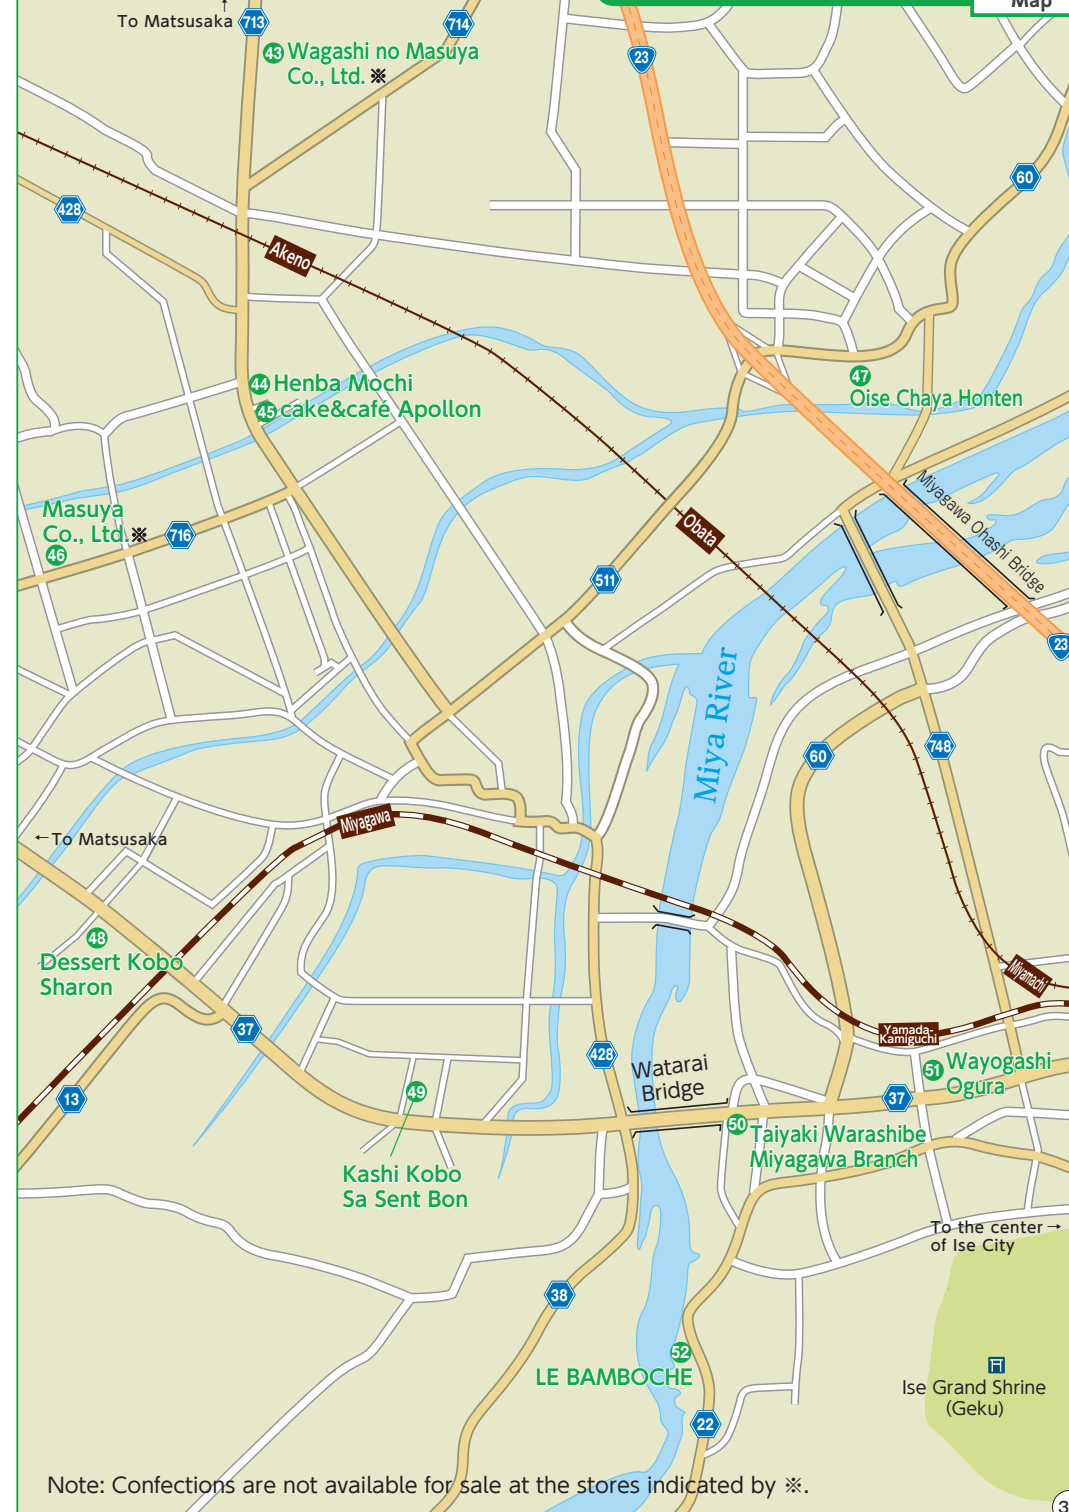 Map
↑
To Matsusaka
713
714
43 Wagashi no Masuya
Co., Ltd. ※
23
60
428
Akeno
44 Henba Mochi
45 cake&café Apollon
47
Oise Chaya Honten
Masuya
Co., Ltd.※
46
716
Obata
Miyagawa Ohashi Bridge
511
23
Miya River
60
748
←To Matsusaka
Miyagawa
48
Dessert Kobo
Sharon
Miyamachi
37
Yamada-
Kamiguchi
428
Watarai
Bridge
51 Wayogashi
Ogura
13
49
37
50 Taiyaki Warashibe
Miyagawa Branch
Kashi Kobo
Sa Sent Bon
To the center→
of Ise City
38
52
LE BAMBOCHE
Ise Grand Shrine
(Geku)
22
Note: Confections are not available for sale at the stores indicated by ※.